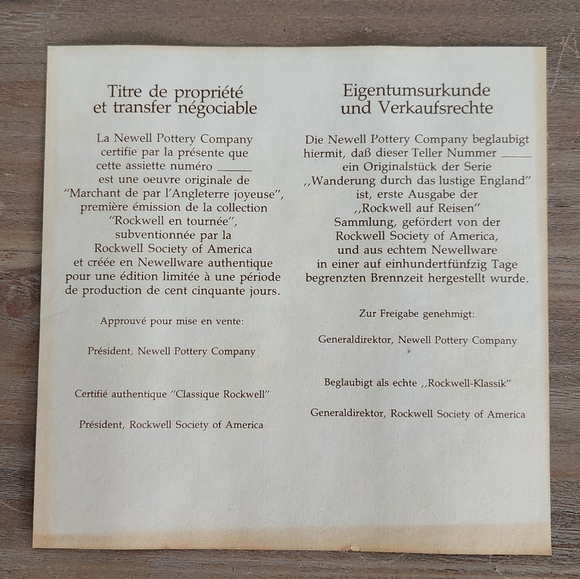 Titre de propriété
et transfer négociable
La Newell Pottery Company
certifie par la présente que
cette assiette numéro _____
est une oeuvre originale de
"Marchant de par l'Angleterre joyeuse",
première émission de la collection
"Rockwell en tournée",
subventionnée par la
Rockwell Society of America
et créée en Newellware authentique
pour une édition limitée à une période
de production de cent cinquante jours.
Approuvé pour mise en vente:
Président, Newell Pottery Company
Certifié authentique "Classique Rockwell"
Président, Rockwell Society of America
Eigentumsurkunde
und Verkaufsrechte
Die Newell Pottery Company beglaubigt
hiermit, daß dieser Teller Nummer _____
ein Originalstück der Serie
,,Wanderung durch das lustige England"
ist, erste Ausgabe der
,,Rockwell auf Reisen"
Sammlung, gefördert von der
Rockwell Society of America,
und aus echtem Newellware
in einer auf einhundertfünfzig Tage
begrenzten Brennzeit hergestellt wurde.
Zur Freigabe genehmigt:
Generaldirektor, Newell Pottery Company
Beglaubigt als echte ,,Rockwell-Klassik"
Generaldirektor, Rockwell Society of America